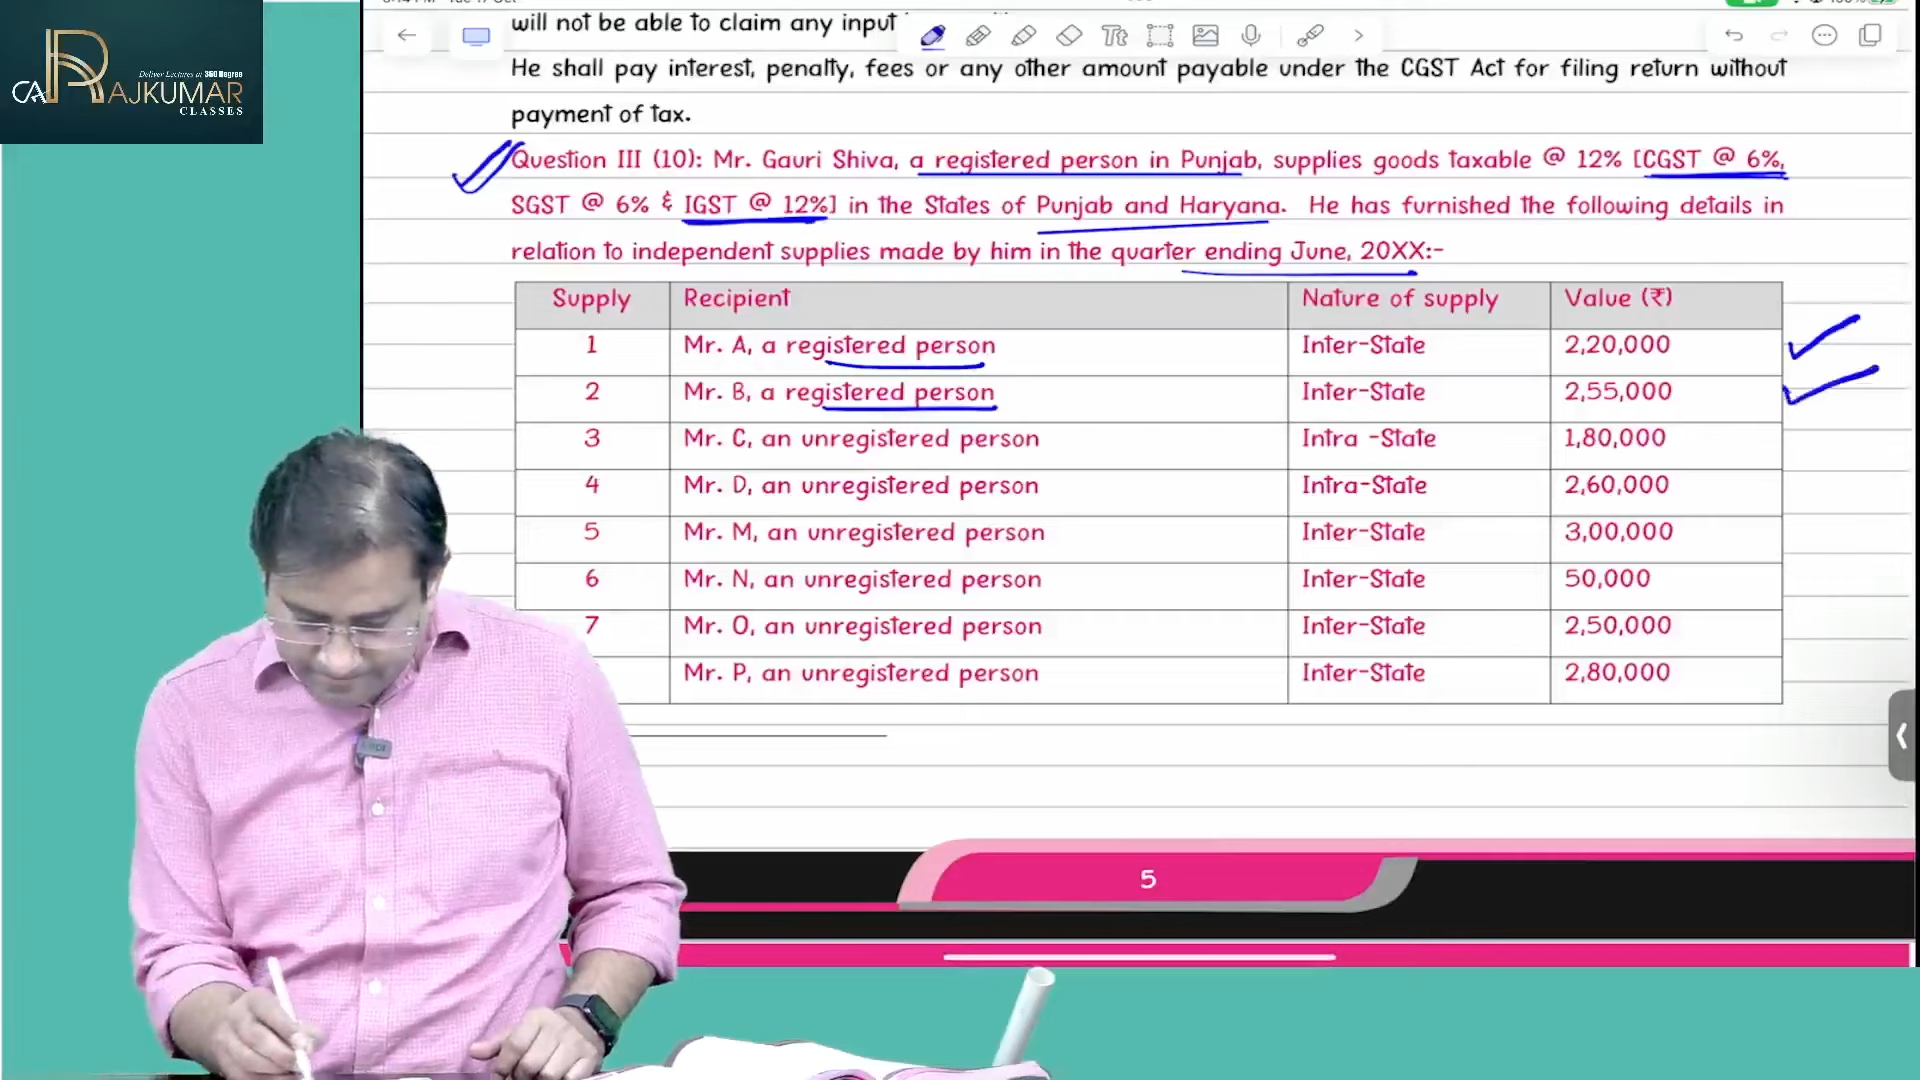 Deliver Lectures at 360 Degree
CA RAJKUMAR
CLASSES
will not be able to claim any input
Tt
He shall pay interest, penalty, fees or any other amount payable under the CGST Act for filing return without
payment of tax.
Question III (10): Mr. Gauri Shiva, a registered person in Punjab, supplies goods taxable @ 12% [CGST @ 6%,
SGST @ 6% & IGST @ 12%] in the States of Punjab and Haryana. He has furnished the following details in
relation to independent supplies made by him in the quarter ending June, 20XX:-
Supply Recipient Nature of supply Value (₹)
1 Mr. A, a registered person Inter-State 2,20,000
2 Mr. B, a registered person Inter-State 2,55,000
3 Mr. C, an unregistered person Intra -State 1,80,000
4 Mr. D, an unregistered person Intra-State 2,60,000
5 Mr. M, an unregistered person Inter-State 3,00,000
6 Mr. N, an unregistered person Inter-State 50,000
7 Mr. O, an unregistered person Inter-State 2,50,000
Mr. P, an unregistered person Inter-State 2,80,000
5